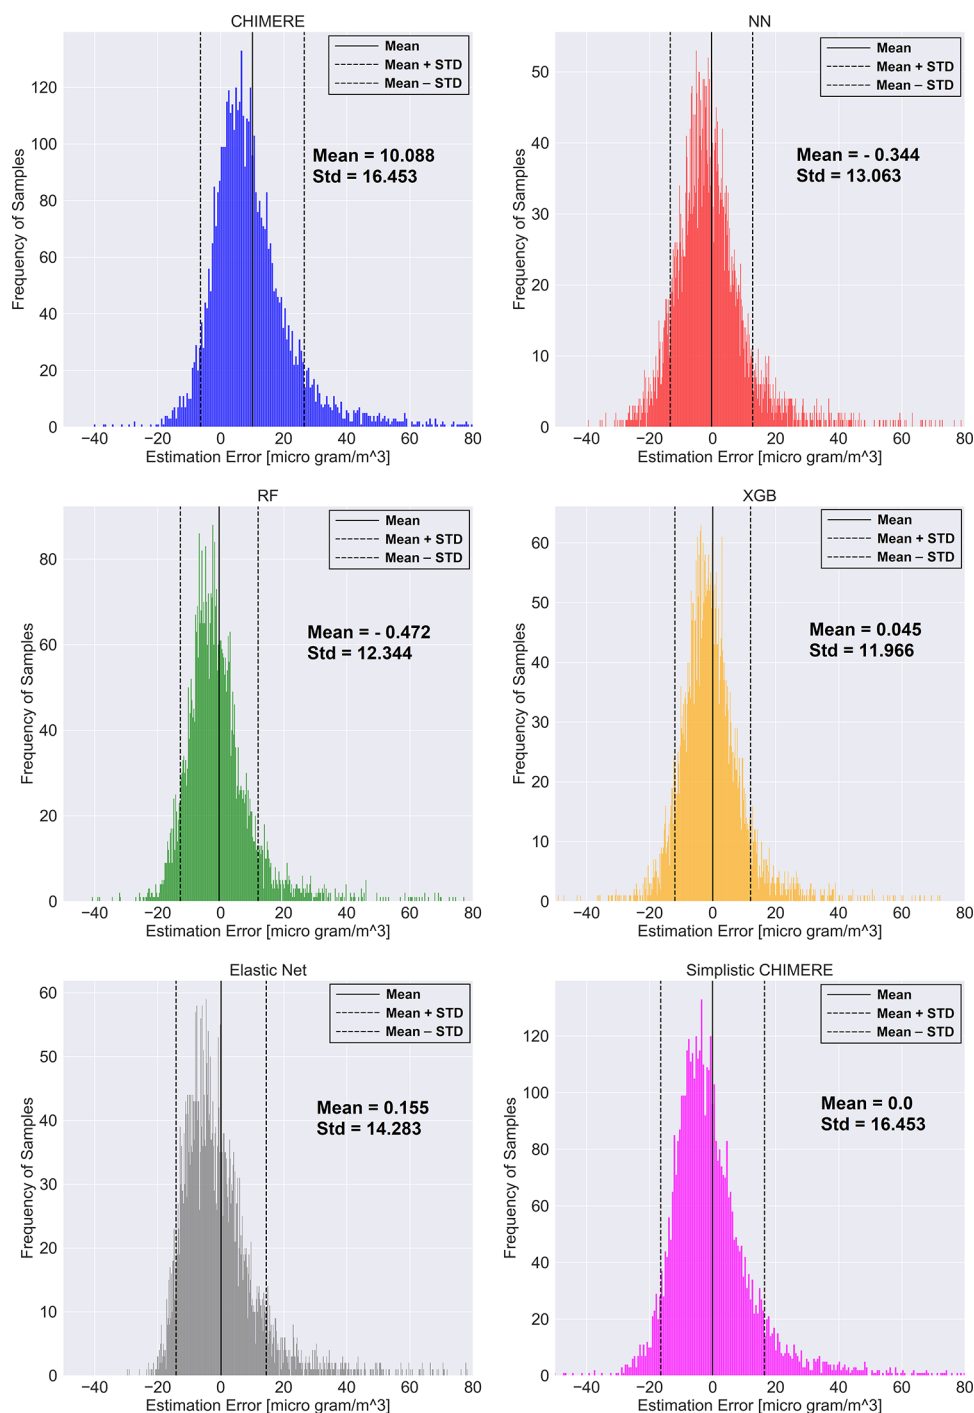 CHIMERE
Mean
Mean + STD
Mean – STD
Mean = 10.088
Std = 16.453
Frequency of Samples
120
100
80
60
40
20
0
−40 −20 0 20 40 60 80
Estimation Error [micro gram/m^3]
NN
Mean
Mean + STD
Mean – STD
Mean = - 0.344
Std = 13.063
Frequency of Samples
50
40
30
20
10
0
−40 −20 0 20 40 60 80
Estimation Error [micro gram/m^3]
RF
Mean
Mean + STD
Mean – STD
Mean = - 0.472
Std = 12.344
Frequency of Samples
80
60
40
20
0
−40 −20 0 20 40 60 80
Estimation Error [micro gram/m^3]
XGB
Mean
Mean + STD
Mean – STD
Mean = 0.045
Std = 11.966
Frequency of Samples
60
50
40
30
20
10
0
−40 −20 0 20 40 60 80
Estimation Error [micro gram/m^3]
Elastic Net
Mean
Mean + STD
Mean – STD
Mean = 0.155
Std = 14.283
Frequency of Samples
60
50
40
30
20
10
0
−40 −20 0 20 40 60 80
Estimation Error [micro gram/m^3]
Simplistic CHIMERE
Mean
Mean + STD
Mean – STD
Mean = 0.0
Std = 16.453
Frequency of Samples
120
100
80
60
40
20
0
−40 −20 0 20 40 60 80
Estimation Error [micro gram/m^3]